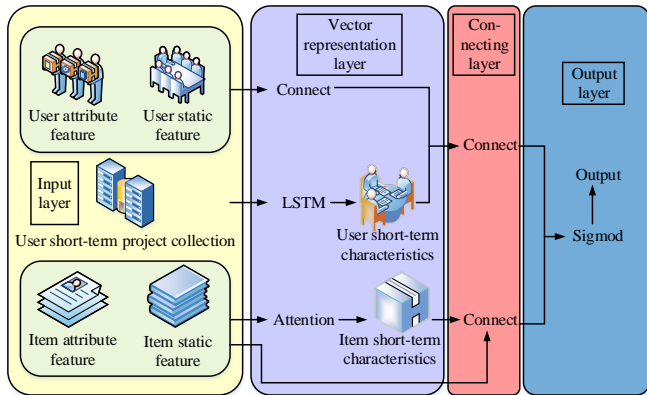 Vector
representation
layer
Con-
necting
layer
Output
layer
User attribute
feature
User static
feature
Connect
Connect
Input
layer
LSTM
Output
User short-term project collection
User short-term
characteristics
Sigmod
Item attribute
feature
Item static
feature
Attention
Item short-term
characteristics
Connect